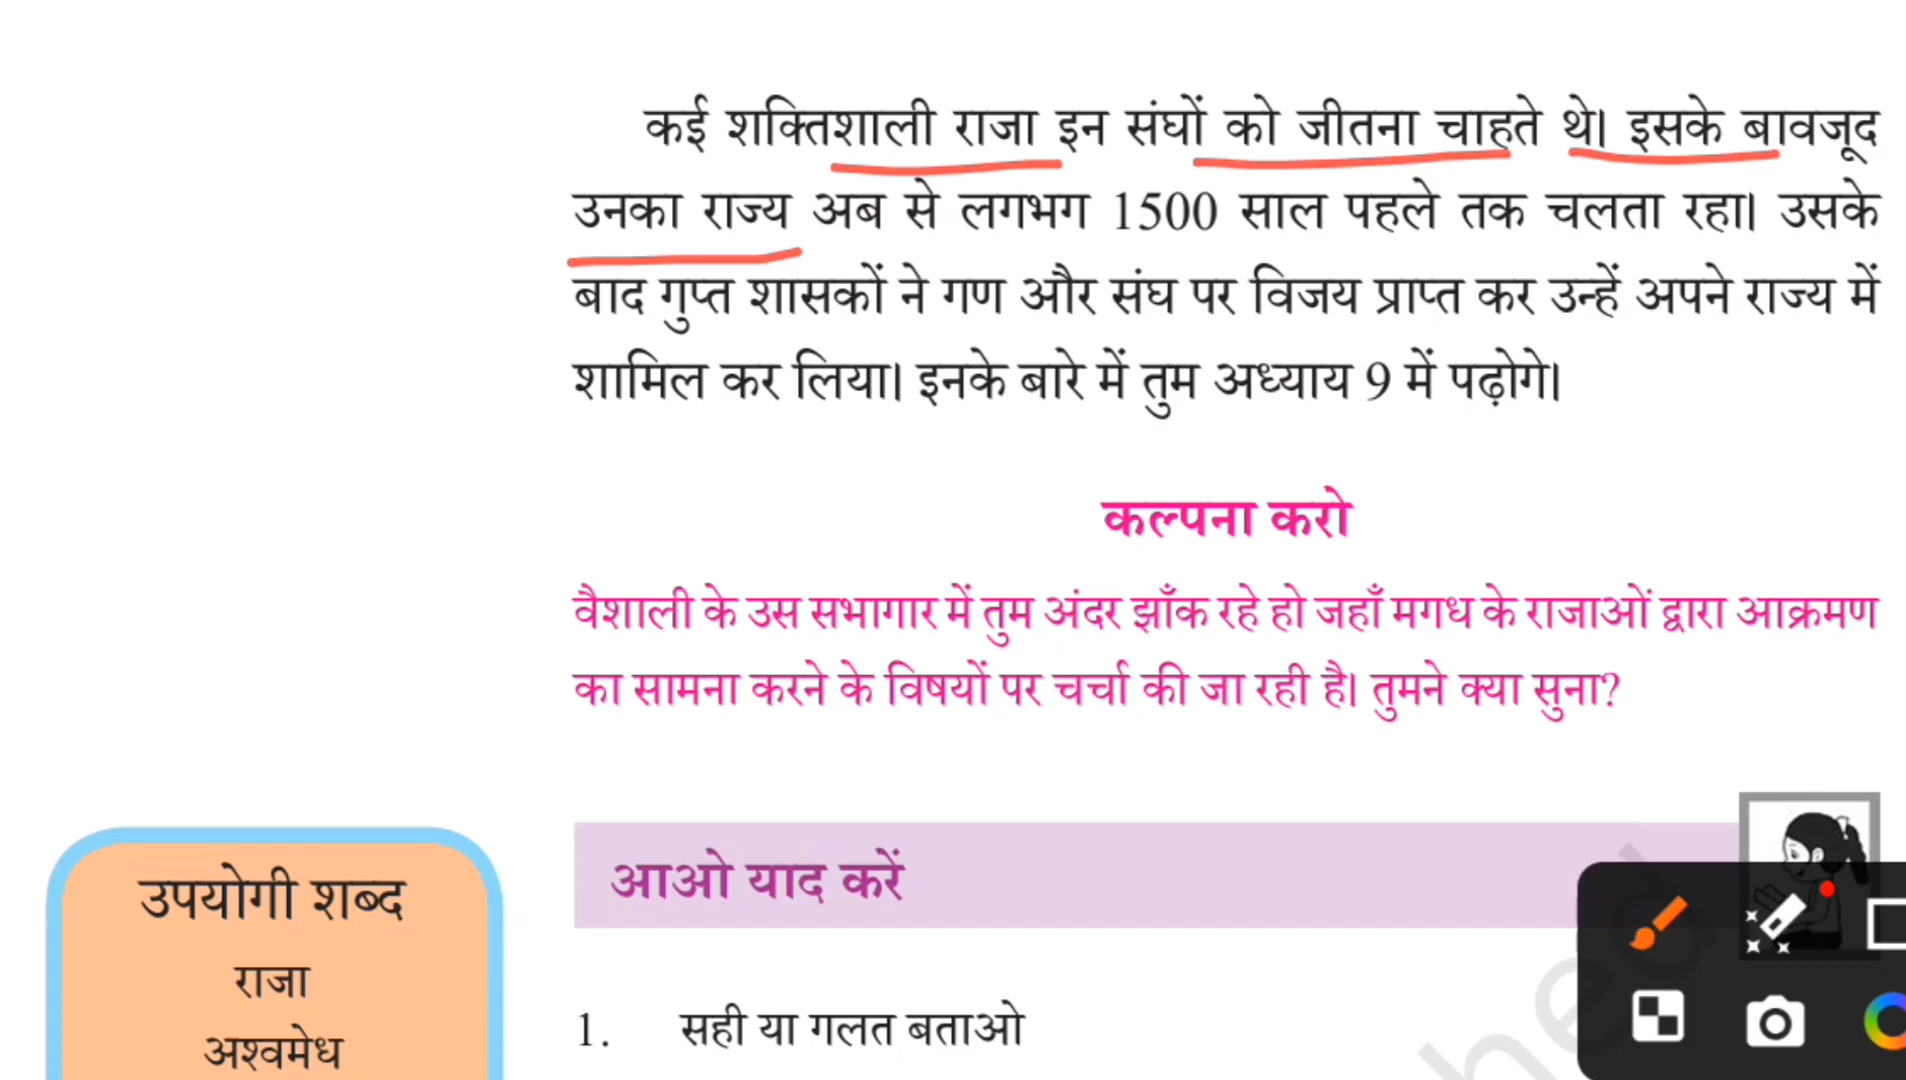 कई शक्तिशाली राजा इन संघों को जीतना चाहते थे। इसके बावजूद
उनका राज्य अब से लगभग 1500 साल पहले तक चलता रहा। उसके
बाद गुप्त शासकों ने गण और संघ पर विजय प्राप्त कर उन्हें अपने राज्य में
शामिल कर लिया। इनके बारे में तुम अध्याय 9 में पढ़ोगे।
कल्पना करो
वैशाली के उस सभागार में तुम अंदर झाँक रहे हो जहाँ मगध के राजाओं द्वारा आक्रमण
का सामना करने के विषयों पर चर्चा की जा रही है। तुमने क्या सुना?
आओ याद करें
1. सही या गलत बताओ
उपयोगी शब्द
राजा
अश्वमेध